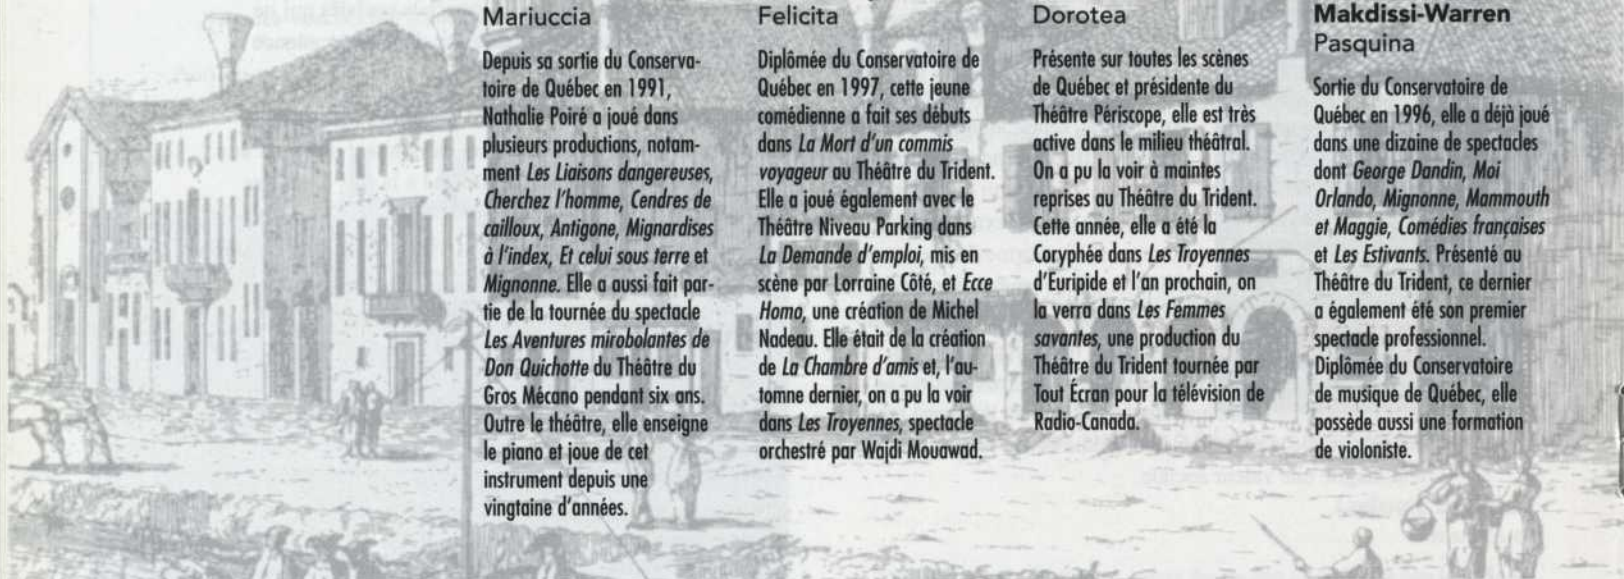 Mariuccia
Depuis sa sortie du Conserva-
toire de Québec en 1991,
Nathalie Poiré a joué dans
plusieurs productions, notam-
ment Les Liaisons dangereuses,
Cherchez l'homme, Cendres de
cailloux, Antigone, Mignardises
à l'index, Et celui sous terre et
Mignonne. Elle a aussi fait par-
tie de la tournée du spectacle
Les Aventures mirobolantes de
Don Quichotte du Théâtre du
Gros Mécano pendant six ans.
Outre le théâtre, elle enseigne
le piano et joue de cet
instrument depuis une
vingtaine d'années.
Felicita
Diplômée du Conservatoire de
Québec en 1997, cette jeune
comédienne a fait ses débuts
dans La Mort d'un commis
voyageur au Théâtre du Trident.
Elle a joué également avec le
Théâtre Niveau Parking dans
La Demande d'emploi, mis en
scène par Lorraine Côté, et Ecce
Homo, une création de Michel
Nadeau. Elle était de la création
de La Chambre d'amis et, l'au-
tomne dernier, on a pu la voir
dans Les Troyennes, spectacle
orchestré par Wajdi Mouawad.
Dorotea
Présente sur toutes les scènes
de Québec et présidente du
Théâtre Périscope, elle est très
active dans le milieu théâtral.
On a pu la voir à maintes
reprises au Théâtre du Trident.
Cette année, elle a été la
Coryphée dans Les Troyennes
d'Euripide et l'an prochain, on
la verra dans Les Femmes
savantes, une production du
Théâtre du Trident tournée par
Tout Écran pour la télévision de
Radio-Canada.
Makdissi-Warren
Pasquina
Sortie du Conservatoire de
Québec en 1996, elle a déjà joué
dans une dizaine de spectacles
dont George Dandin, Moi
Orlando, Mignonne, Mammouth
et Maggie, Comédies françaises
et Les Estivants. Présenté au
Théâtre du Trident, ce dernier
a également été son premier
spectacle professionnel.
Diplômée du Conservatoire
de musique de Québec, elle
possède aussi une formation
de violoniste.